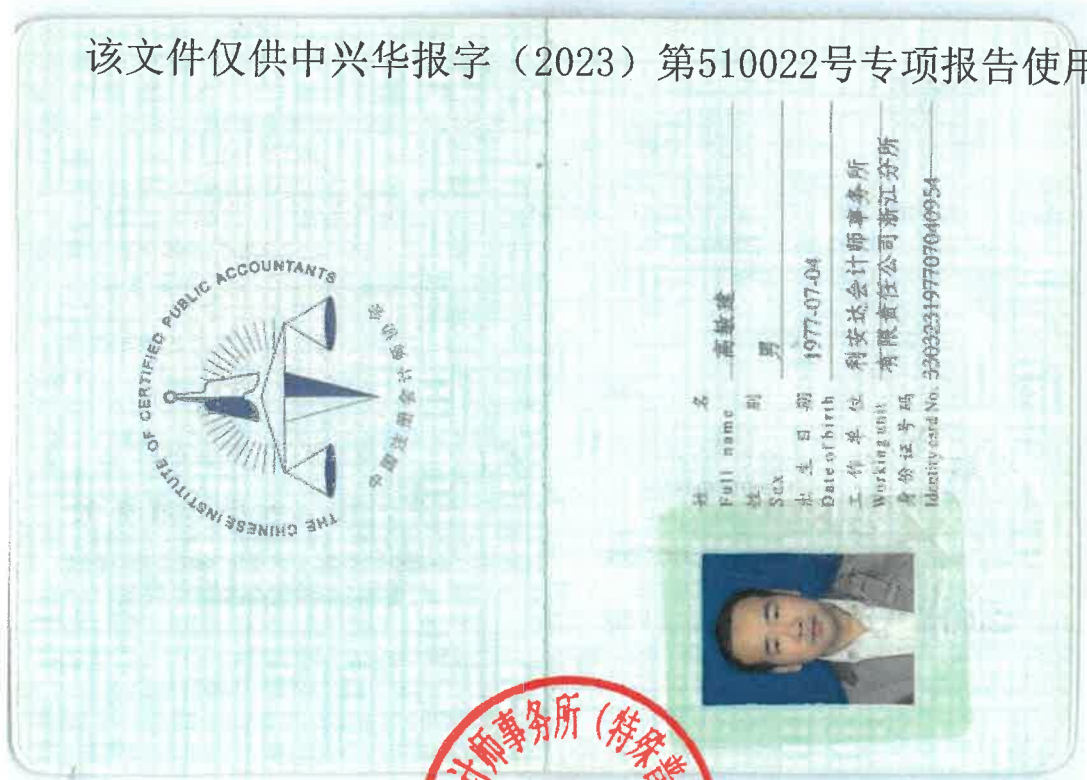 该文件仅供中兴华报字（2023）第510022号专项报告使用
THE CHINESE INSTITUTE OF CERTIFIED PUBLIC ACCOUNTANTS
中国注册会计师协会
姓 名
Full name 高敏建
性 别
Sex 男
出 生 日 期
Date of birth 1977-07-04
工 作 单 位 利安达会计师事务所
Working unit 有限责任公司浙江分所
身份证号码
Identity card No. 330323197707040954
计师事务所（特殊普